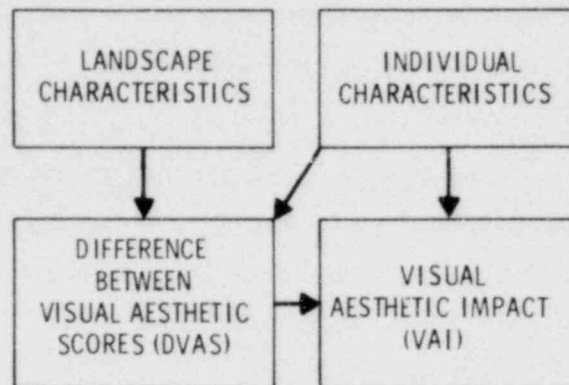 LANDSCAPE
CHARACTERISTICS
INDIVIDUAL
CHARACTERISTICS
DIFFERENCE
BETWEEN
VISUAL AESTHETIC
SCORES (DVAS)
VISUAL
AESTHETIC IMPACT
(VAI)